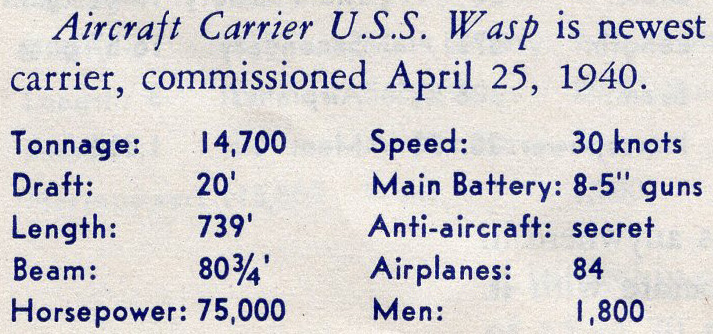 Aircraft Carrier U.S.S. Wasp is newest
carrier, commissioned April 25, 1940.
Tonnage: 14,700 Speed: 30 knots
Draft: 20' Main Battery: 8-5" guns
Length: 739' Anti-aircraft: secret
Beam: 80¾' Airplanes: 84
Horsepower: 75,000 Men: 1,800